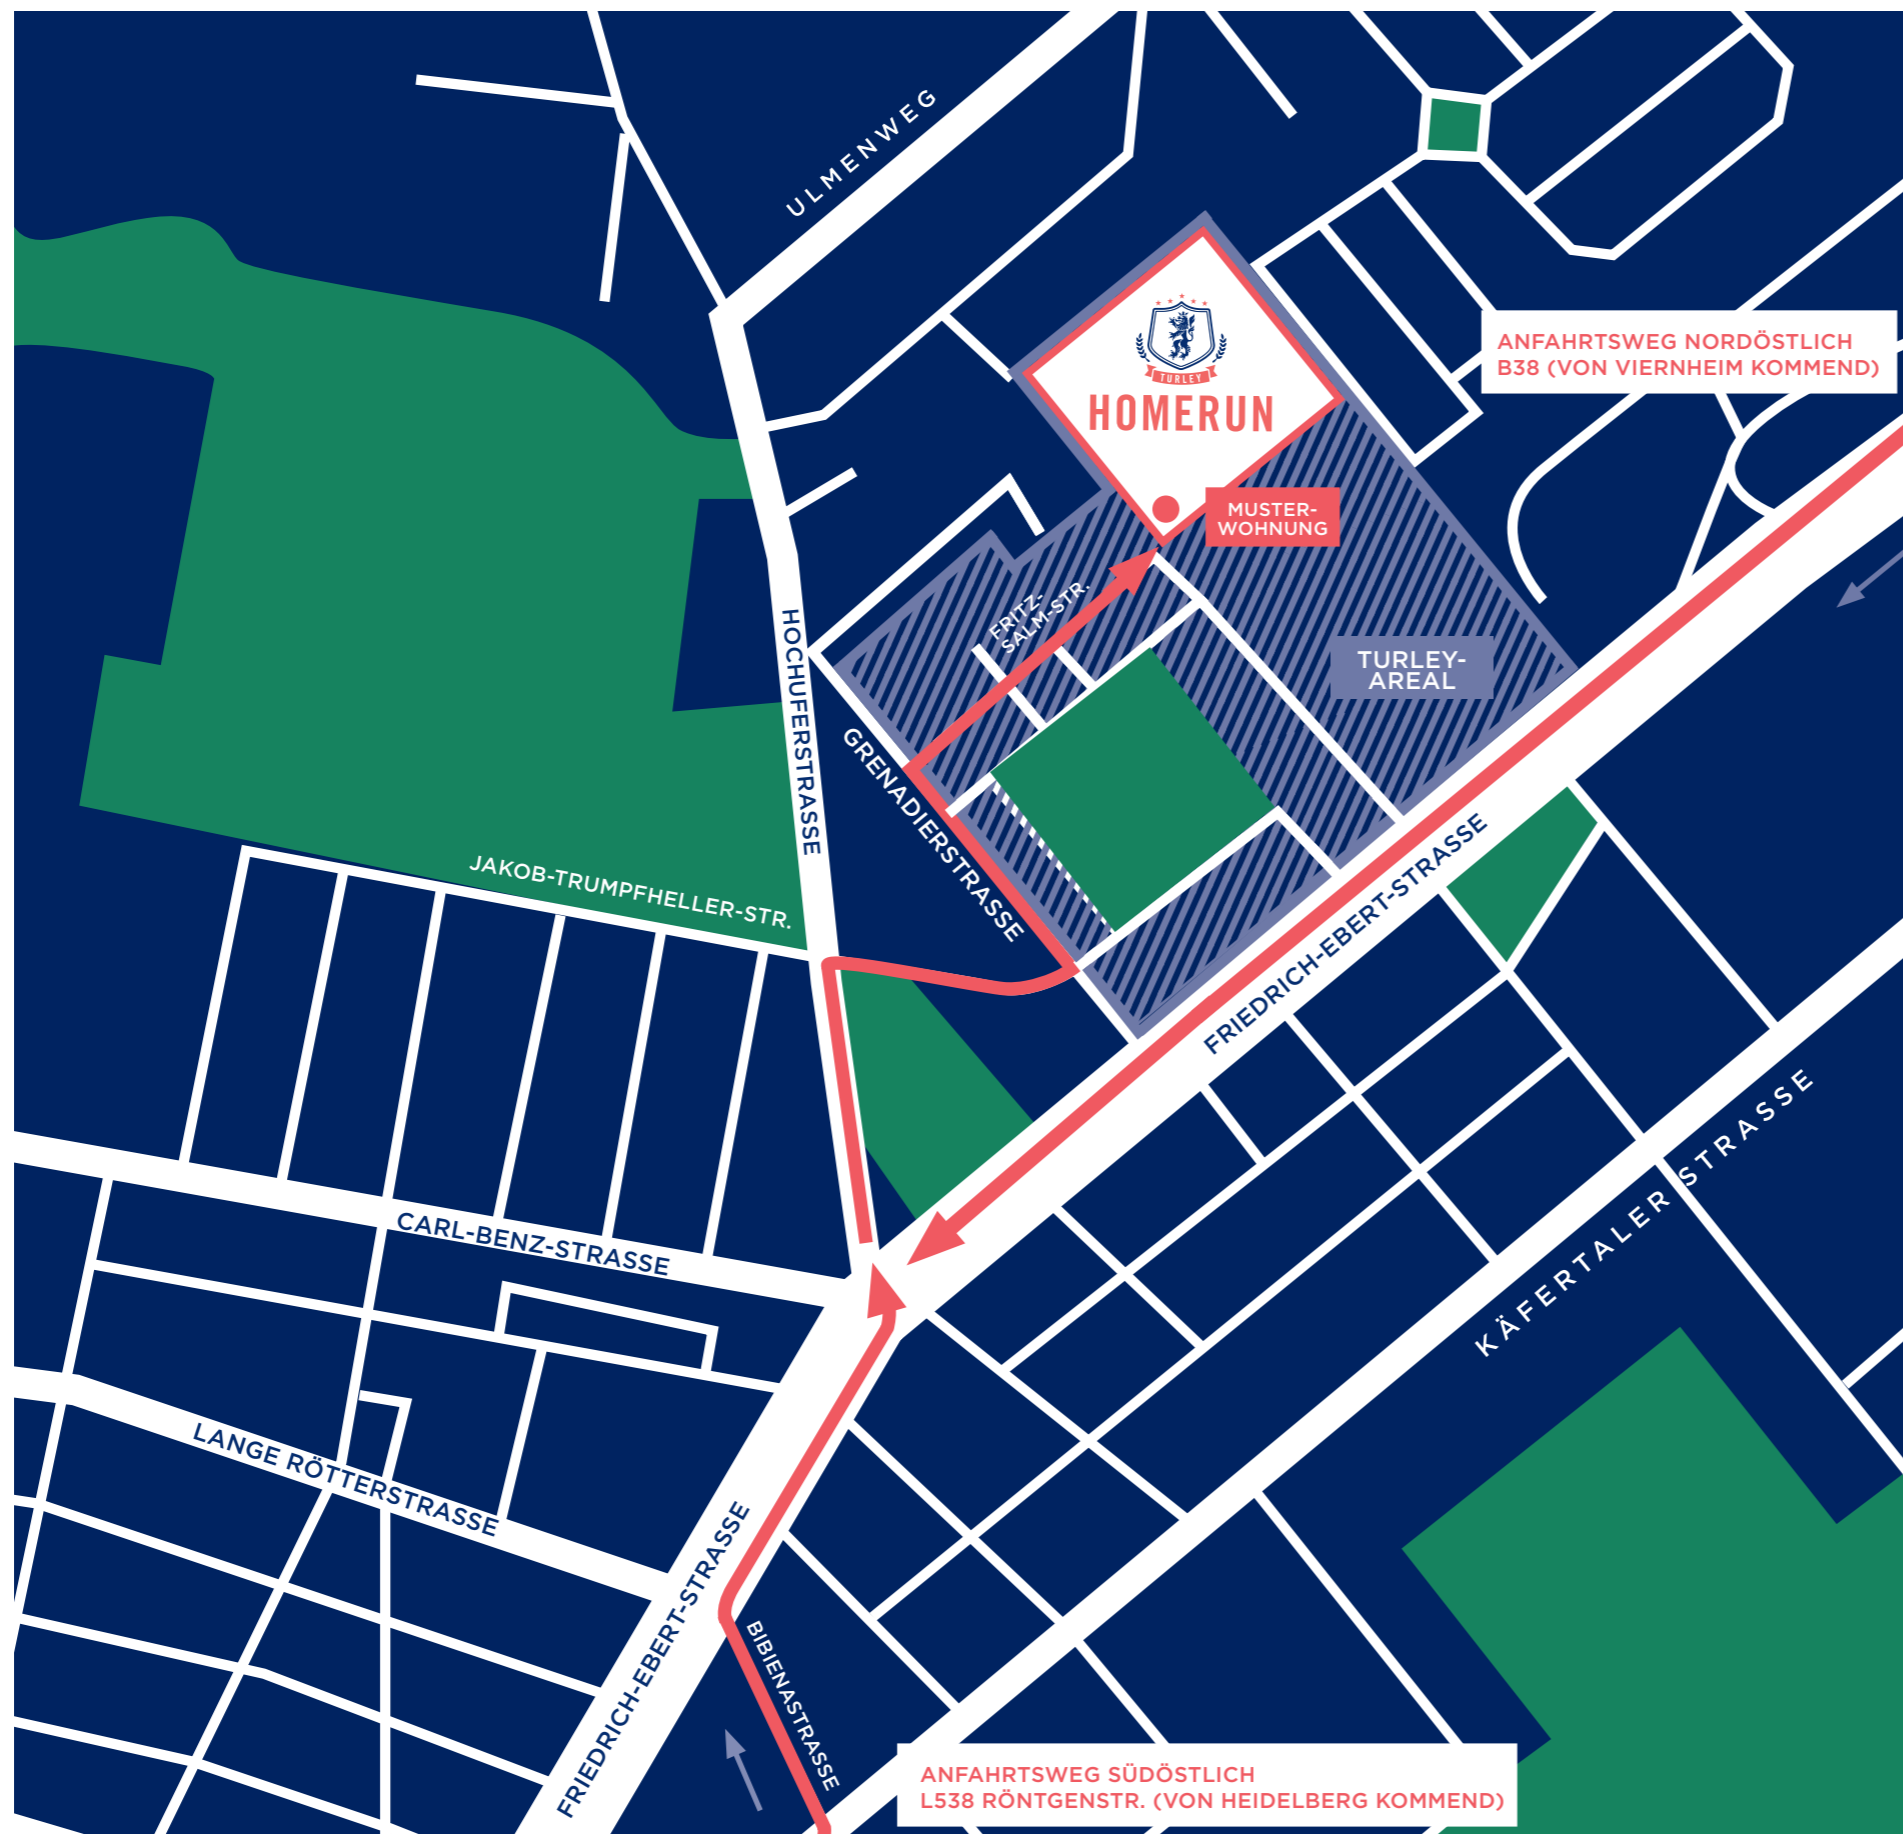 ULMENWEG
ANFAHRTSWEG NORDÖSTLICH
B38 (VON VIERNHEIM KOMMEND)
TURLEY
HOMERUN
MUSTER-
WOHNUNG
FRITZ-
SALM-STR.
TURLEY-
AREAL
HOCHUFERSTRASSE
GRENADIERSTRASSE
JAKOB-TRUMPFHELLER-STR.
FRIEDRICH-EBERT-STRASSE
KÄFERTALER STRASSE
CARL-BENZ-STRASSE
LANGE RÖTTERSTRASSE
FRIEDRICH-EBERT-STRASSE
BIBIENASTRASSE
ANFAHRTSWEG SÜDÖSTLICH
L538 RÖNTGENSTR. (VON HEIDELBERG KOMMEND)